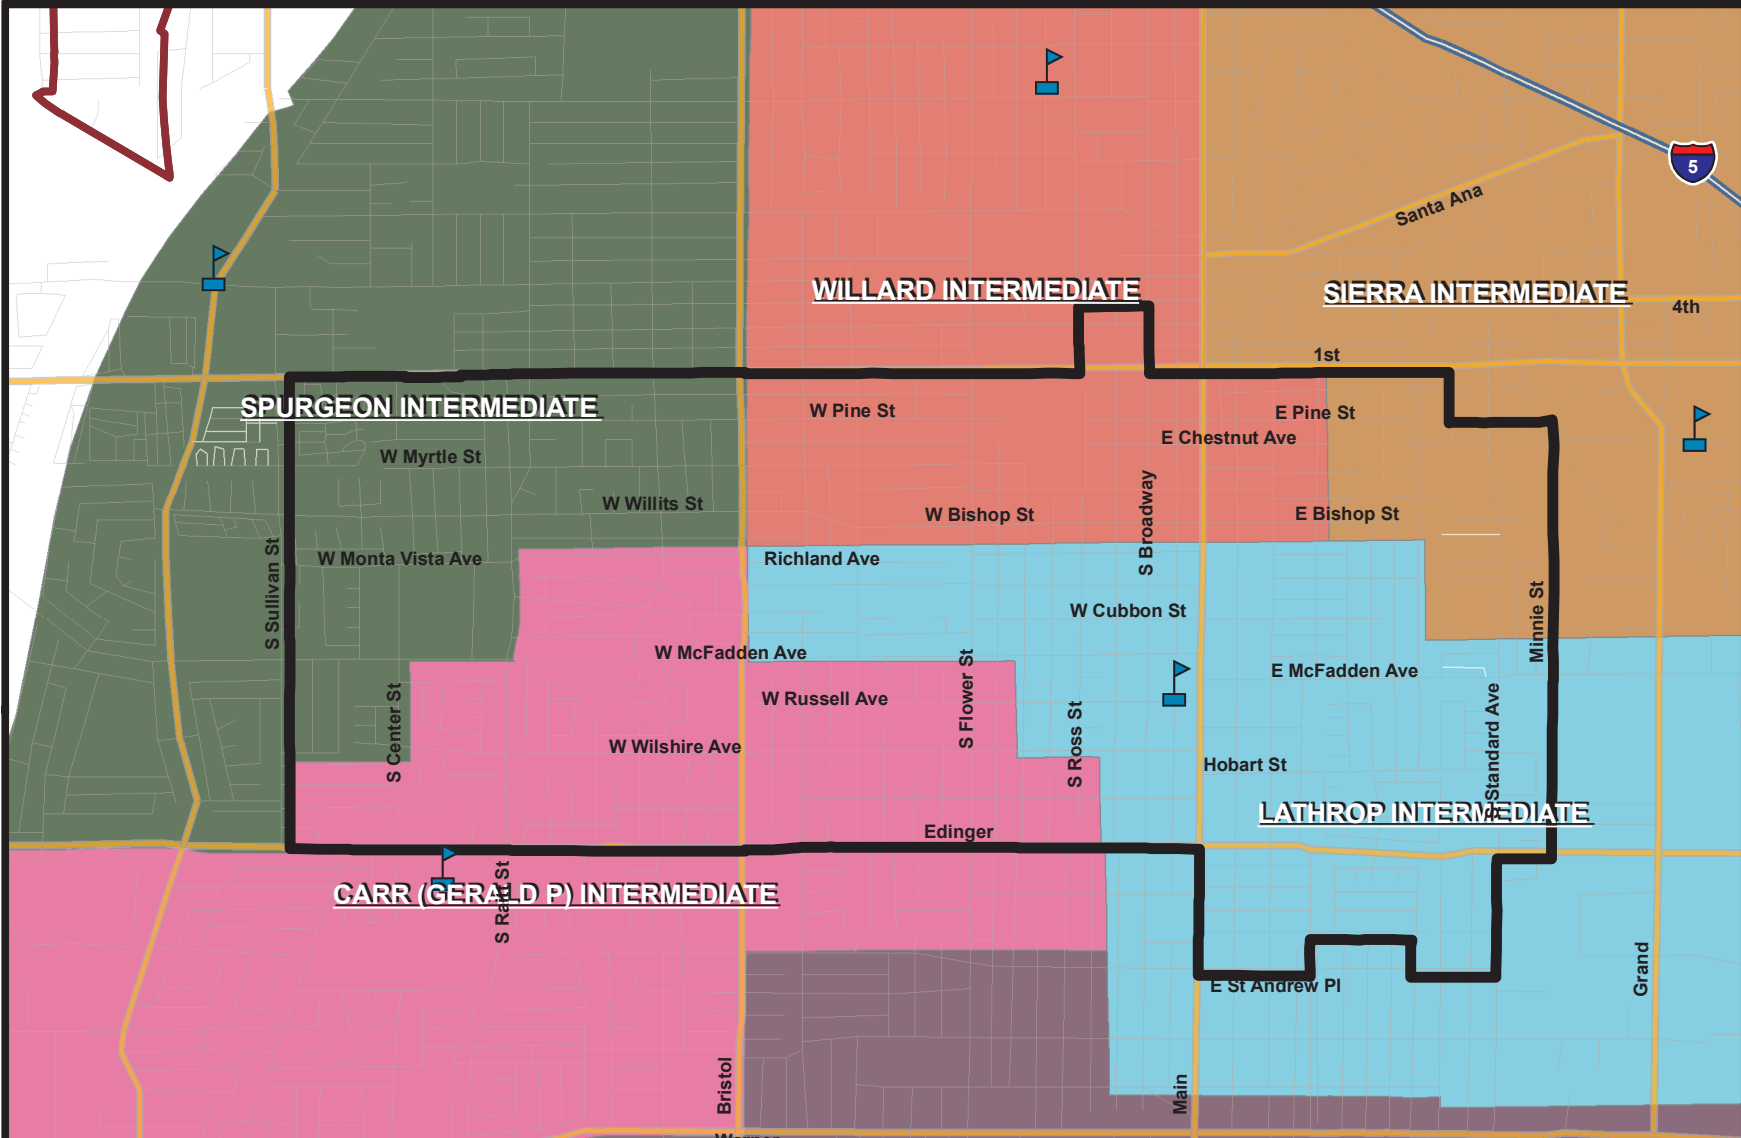 5
Santa Ana
WILLARD INTERMEDIATE
SIERRA INTERMEDIATE
4th
1st
SPURGEON INTERMEDIATE
W Pine St
E Pine St
E Chestnut Ave
W Myrtle St
W Willits St
W Bishop St
E Bishop St
S Broadway
W Monta Vista Ave
Richland Ave
S Sullivan St
W Cubbon St
Minnie St
W McFadden Ave
E McFadden Ave
W Russell Ave
S Flower St
S Center St
S Ross St
S Standard Ave
W Wilshire Ave
Hobart St
LATHROP INTERMEDIATE
Edinger
CARR (GERALD P) INTERMEDIATE
S Raitt St
E St Andrew Pl
Grand
Bristol
Main